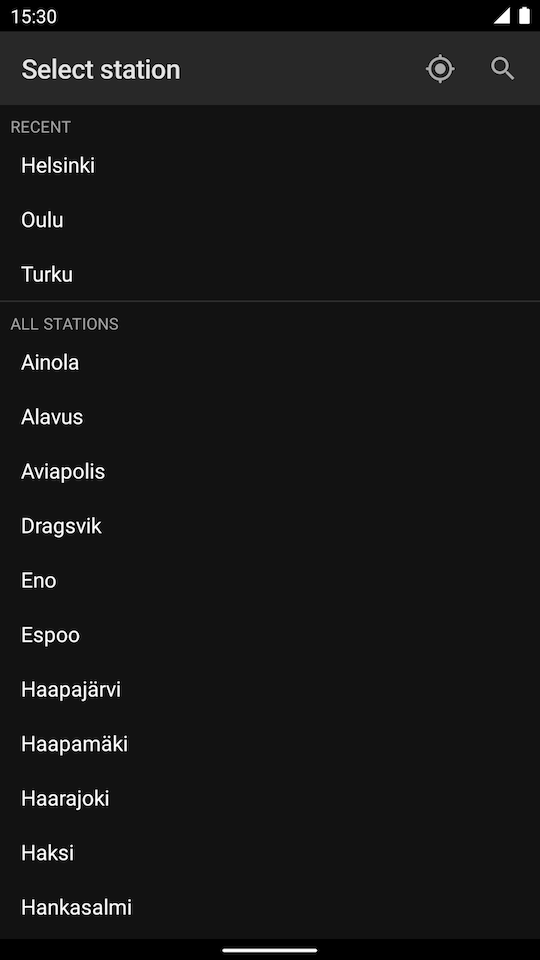 15:30
Select station
RECENT
Helsinki
Oulu
Turku
ALL STATIONS
Ainola
Alavus
Aviapolis
Dragsvik
Eno
Espoo
Haapajärvi
Haapamäki
Haarajoki
Haksi
Hankasalmi